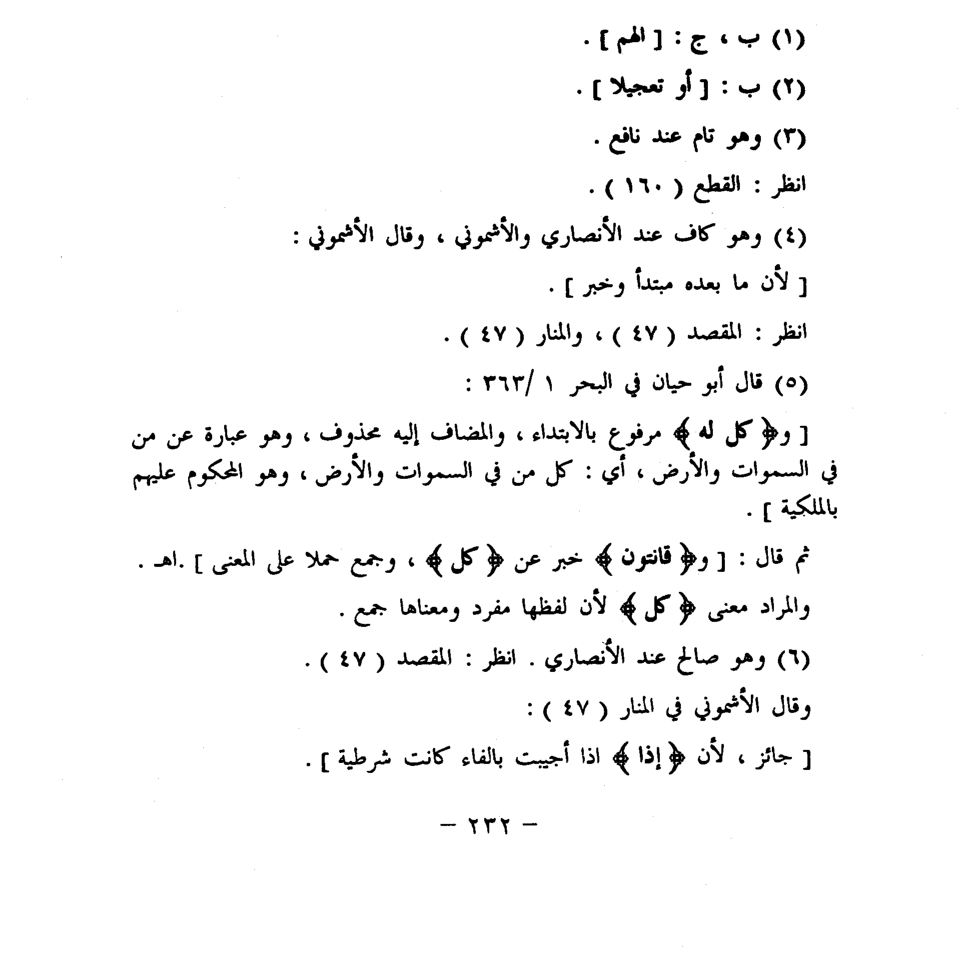 (١) ب ، ج : [ الهم ] .
(٢) ب : [ أو تعجيلا ] .
(٣) وهو تام عند نافع .
انظر : القطع ( ١٦٠ ) .
(٤) وهو كاف عند الأنصاري والأشموني ، وقال الأشموني :
[ لأن ما بعده مبتدأ وخبر ] .
انظر : المقصد ( ٤٧ ) ، والمنار ( ٤٧ ) .
(٥) قال أبو حيان في البحر ١ /٣٦٣ :
[ و﴿ كل له ﴾ مرفوع بالابتداء ، والمضاف إليه محذوف ، وهو عبارة عن من
في السموات والأرض ، أي : كل من في السموات والأرض ، وهو المحكوم عليهم
بالملكية ] .
ثم قال : [ و﴿ قانتون ﴾ خبر عن ﴿ كل ﴾ ، وجمع حملا على المعنى ] .اهـ .
والمراد معنى ﴿ كل ﴾ لأن لفظها مفرد ومعناها جمع .
(٦) وهو صالح عند الأنصاري . انظر : المقصد ( ٤٧ ) .
وقال الأشموني في المنار ( ٤٧ ) :
[ جائز ، لأن ﴿ إذا ﴾ اذا أجيبت بالفاء كانت شرطية ] .
– ٢٣٢ –